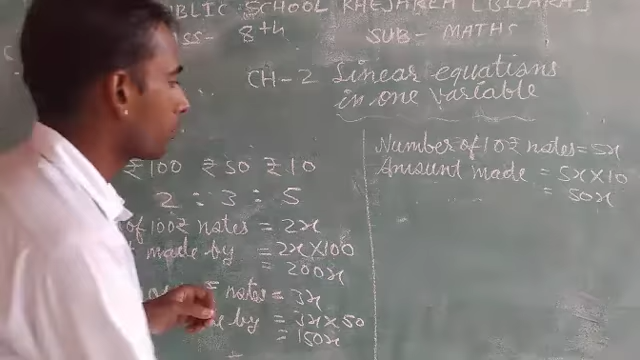 PUBLIC SCHOOL KHEJARLA [BILARA]
8th SUB- MATHS
CH-2 Linear equations
in one variable
₹100 ₹50 ₹10
2 : 3 : 5
of 100₹ notes = 2x
made by = 2x×100
= 200x
notes = 3x
by = 3x×50
= 150x
Number of 10₹ notes = 5x
Amount made = 5x×10
= 50x